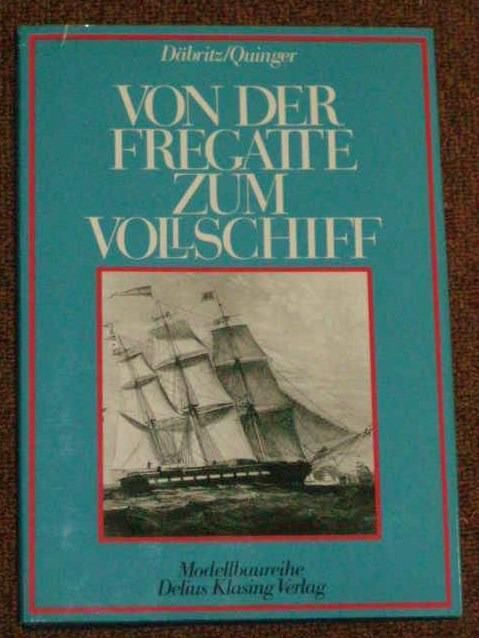 Däbritz/Quinger
VON DER
FREGATTE
ZUM
VOLLSCHIFF
Modellbaureihe
Delius Klasing Verlag